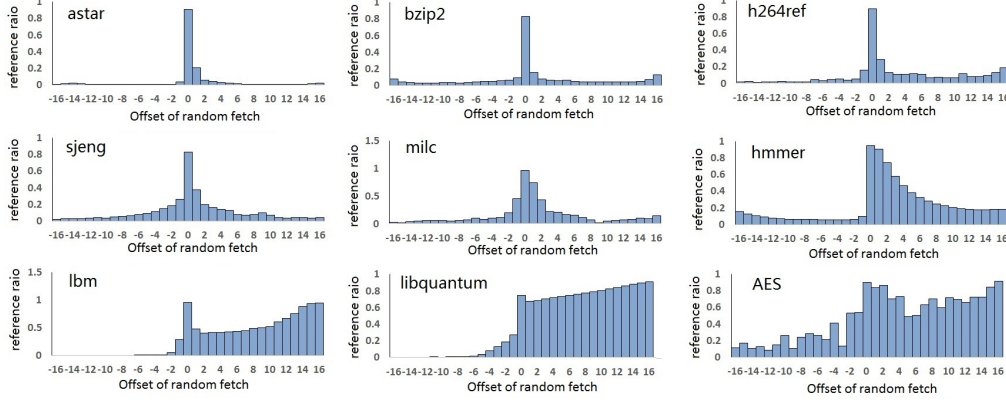 astar
reference raio
1
0.8
0.6
0.4
0.2
0
-16-14-12-10 -8 -6 -4 -2 0 2 4 6 8 10 12 14 16
Offset of random fetch
bzip2
reference raio
1
0.8
0.6
0.4
0.2
0
-16-14-12-10 -8 -6 -4 -2 0 2 4 6 8 10 12 14 16
Offset of random fetch
h264ref
reference raio
1
0.8
0.6
0.4
0.2
0
-16-14-12-10 -8 -6 -4 -2 0 2 4 6 8 10 12 14 16
Offset of random fetch
sjeng
reference raio
1
0.8
0.6
0.4
0.2
0
-16-14-12-10 -8 -6 -4 -2 0 2 4 6 8 10 12 14 16
Offset of random fetch
milc
reference raio
1.5
1
0.5
0
-16-14-12-10 -8 -6 -4 -2 0 2 4 6 8 10 12 14 16
Offset of random fetch
hmmer
reference raio
1
0.8
0.6
0.4
0.2
0
-16-14-12-10 -8 -6 -4 -2 0 2 4 6 8 10 12 14 16
Offset of random fetch
lbm
reference raio
1.5
1
0.5
0
-16-14-12-10 -8 -6 -4 -2 0 2 4 6 8 10 12 14 16
Offset of random fetch
libquantum
reference raio
1
0.8
0.6
0.4
0.2
0
-16-14-12-10 -8 -6 -4 -2 0 2 4 6 8 10 12 14 16
Offset of random fetch
AES
reference raio
1
0.8
0.6
0.4
0.2
0
-16-14-12-10 -8 -6 -4 -2 0 2 4 6 8 10 12 14 16
Offset of random fetch